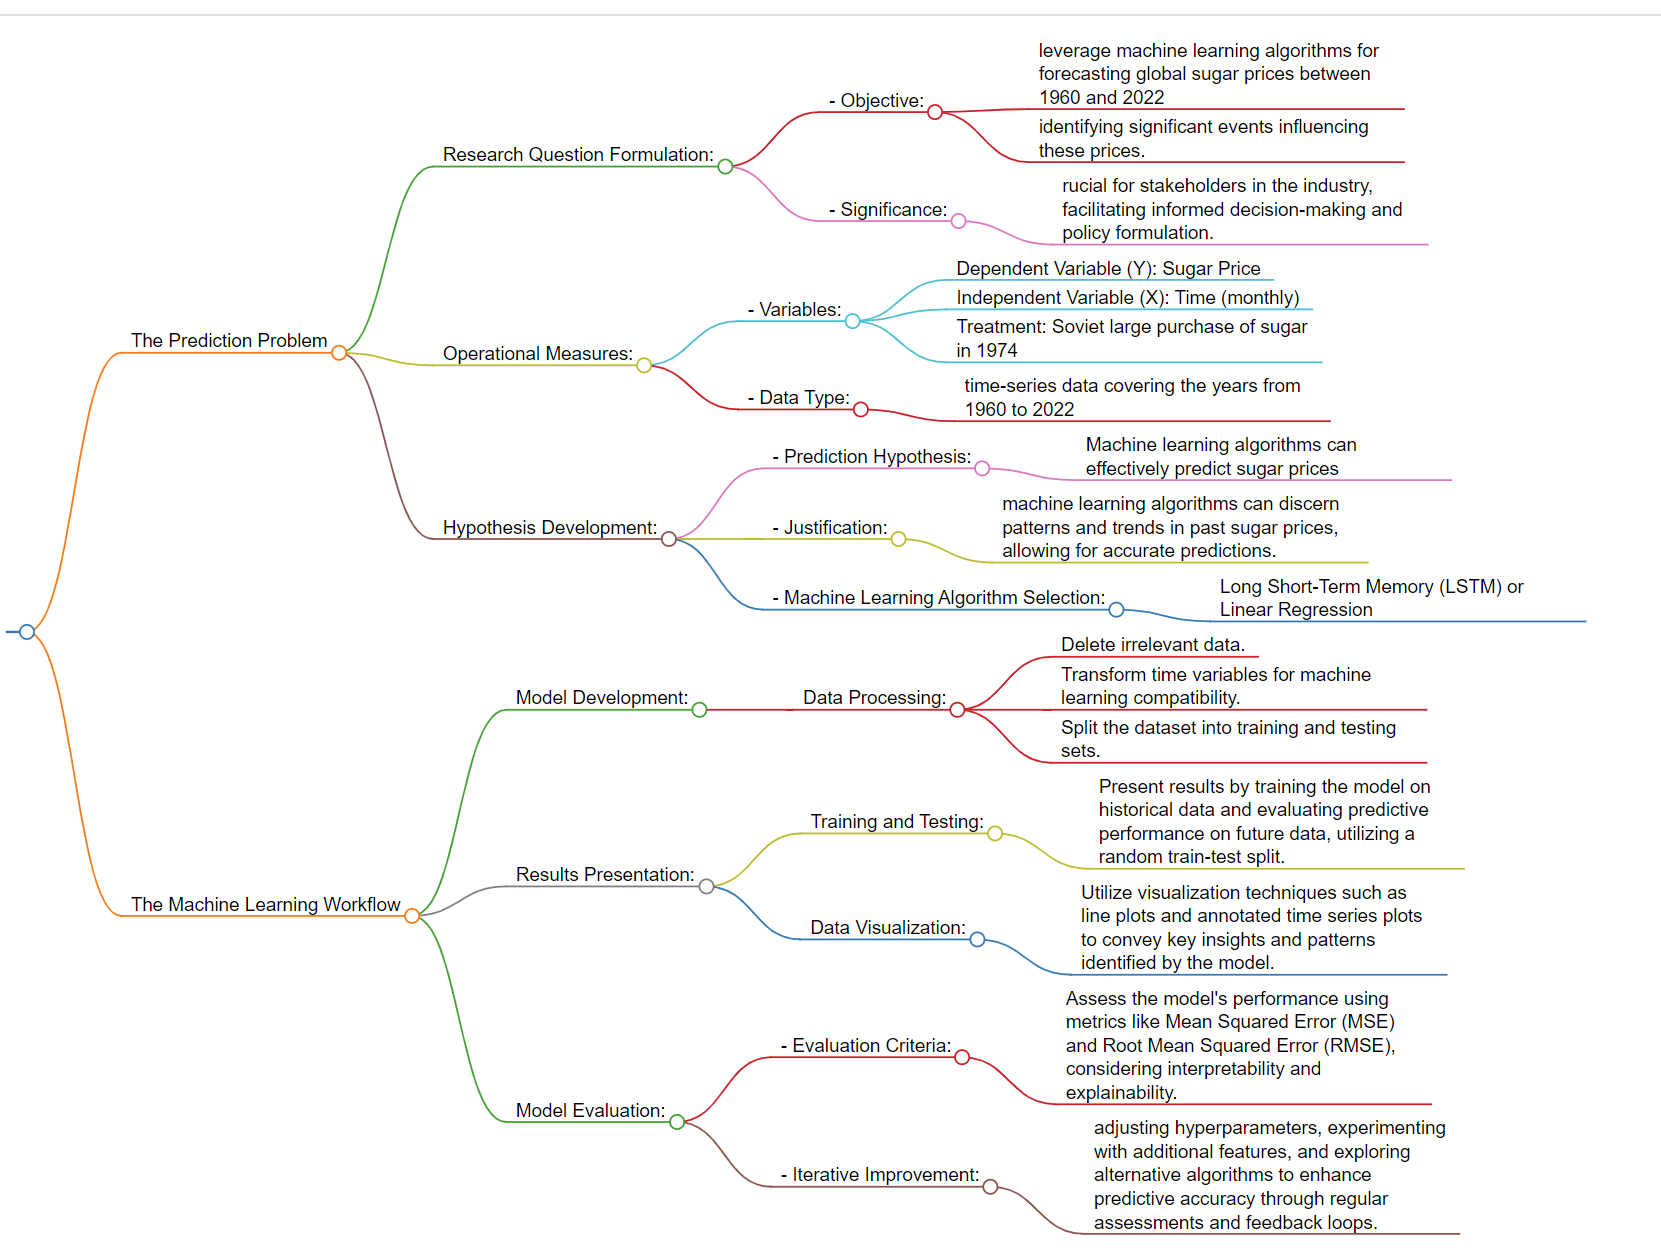 leverage machine learning algorithms for
forecasting global sugar prices between
1960 and 2022
- Objective:
identifying significant events influencing
these prices.
Research Question Formulation:
rucial for stakeholders in the industry,
facilitating informed decision-making and
policy formulation.
- Significance:
Dependent Variable (Y): Sugar Price
Independent Variable (X): Time (monthly)
- Variables:
Treatment: Soviet large purchase of sugar
in 1974
The Prediction Problem
Operational Measures:
time-series data covering the years from
1960 to 2022
- Data Type:
Machine learning algorithms can
effectively predict sugar prices
- Prediction Hypothesis:
machine learning algorithms can discern
patterns and trends in past sugar prices,
allowing for accurate predictions.
Hypothesis Development:
- Justification:
Long Short-Term Memory (LSTM) or
Linear Regression
- Machine Learning Algorithm Selection:
Delete irrelevant data.
Transform time variables for machine
learning compatibility.
Model Development:
Data Processing:
Split the dataset into training and testing
sets.
Present results by training the model on
historical data and evaluating predictive
performance on future data, utilizing a
random train-test split.
Training and Testing:
Results Presentation:
Utilize visualization techniques such as
line plots and annotated time series plots
to convey key insights and patterns
identified by the model.
Data Visualization:
The Machine Learning Workflow
Assess the model's performance using
metrics like Mean Squared Error (MSE)
and Root Mean Squared Error (RMSE),
considering interpretability and
explainability.
- Evaluation Criteria:
Model Evaluation:
adjusting hyperparameters, experimenting
with additional features, and exploring
alternative algorithms to enhance
predictive accuracy through regular
assessments and feedback loops.
- Iterative Improvement: